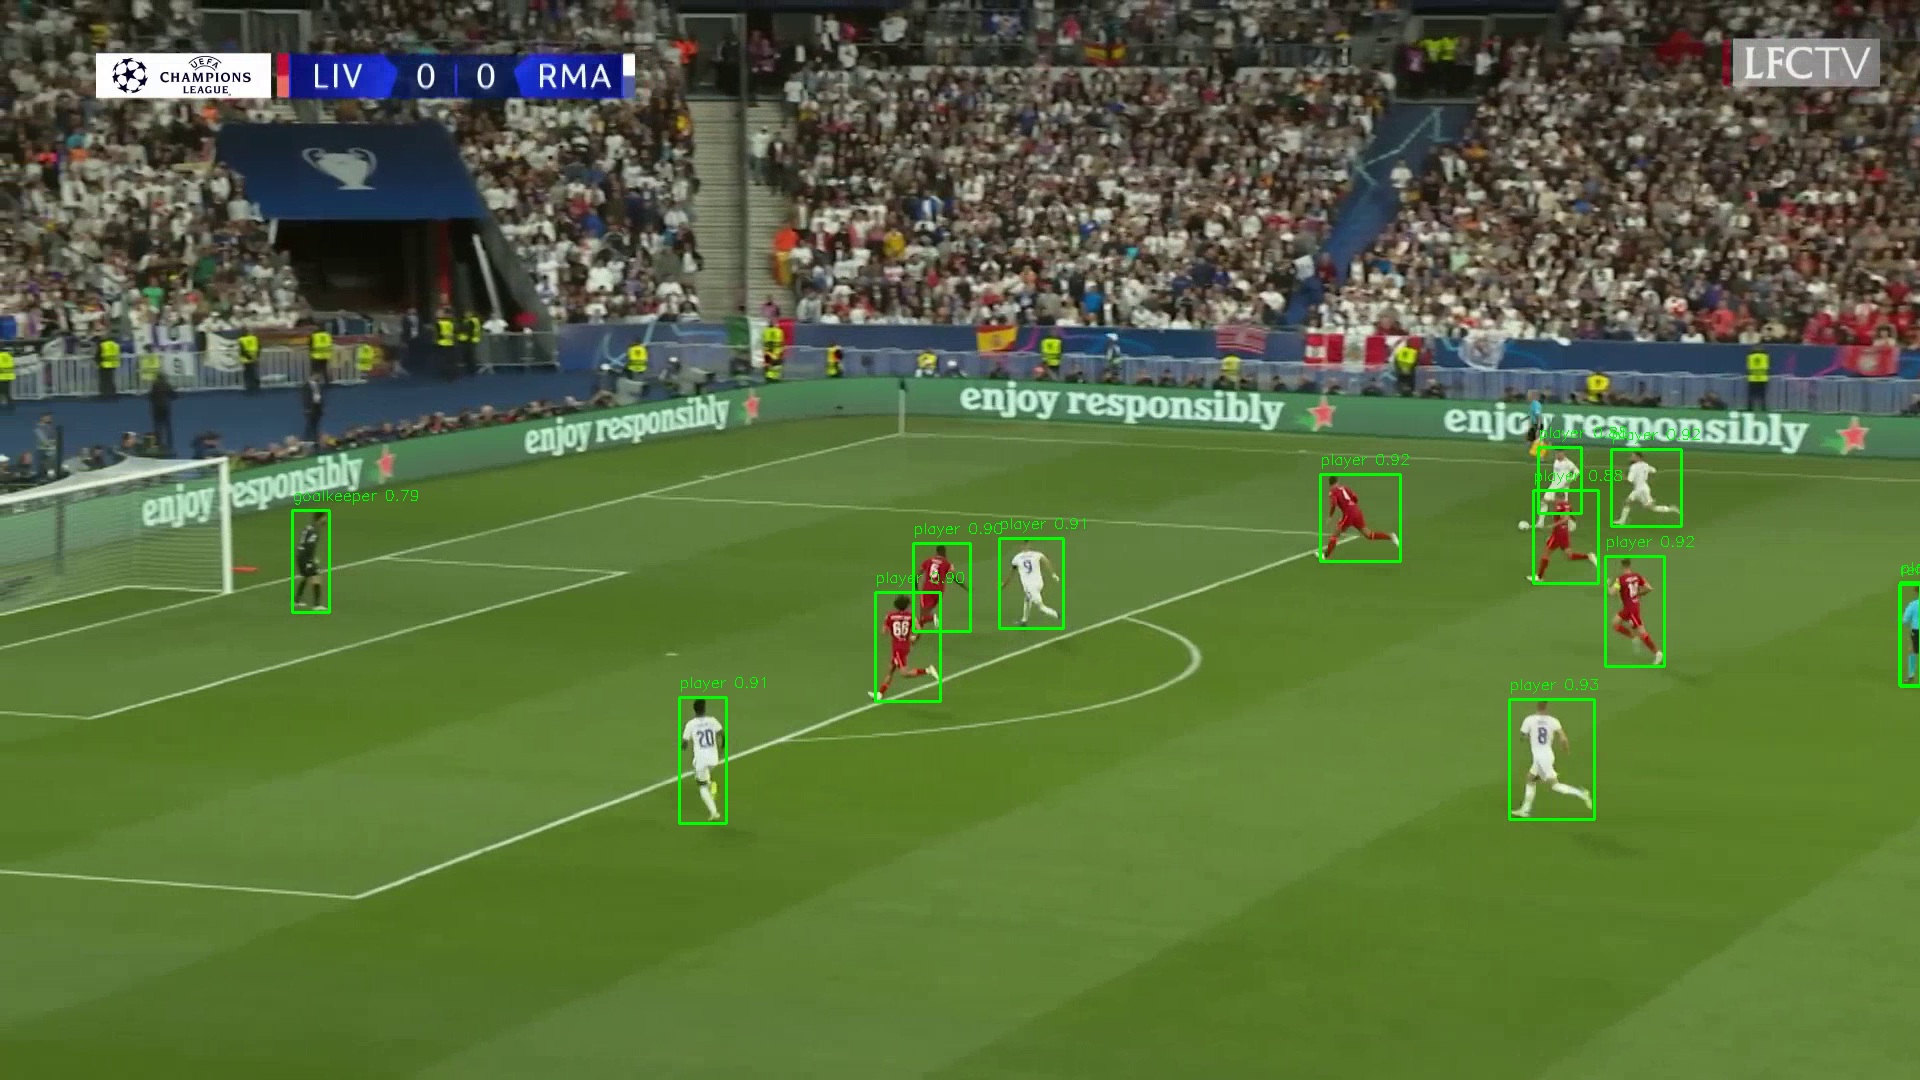 UEFA
CHAMPIONS
LEAGUE
LIV 0 0 RMA
LFCTV
enjoy responsibly
enjoy responsibly
enjoy responsibly
enjoy responsibly
player 0.92
player 0.92
player 0.88
goalkeeper 0.79
player 0.90
player 0.91
player 0.92
player 0.90
player 0.91
player 0.93
5
9
66
20
8